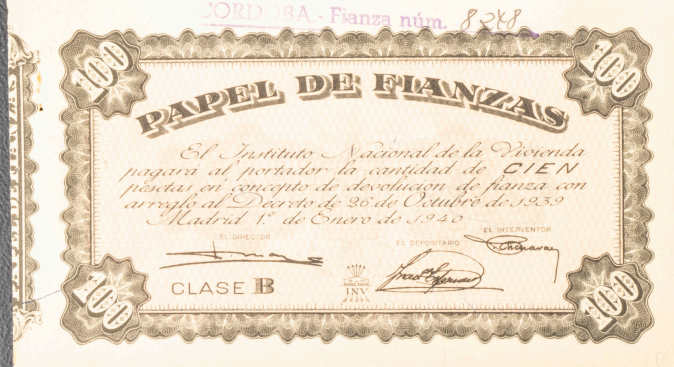 CORDOBA - Fianza núm. 8248
100 100
PAPEL DE FIANZAS
El Instituto Nacional de la Vivienda
pagará al portador la cantidad de CIEN
pesetas en concepto de devolucion de fianza con
arreglo al Decreto de 26 de Octubre de 1939
Madrid 1º de Enero de 1940
EL DIRECTOR EL DEPOSITARIO EL INTERVENTOR
CLASE B INV
100 100